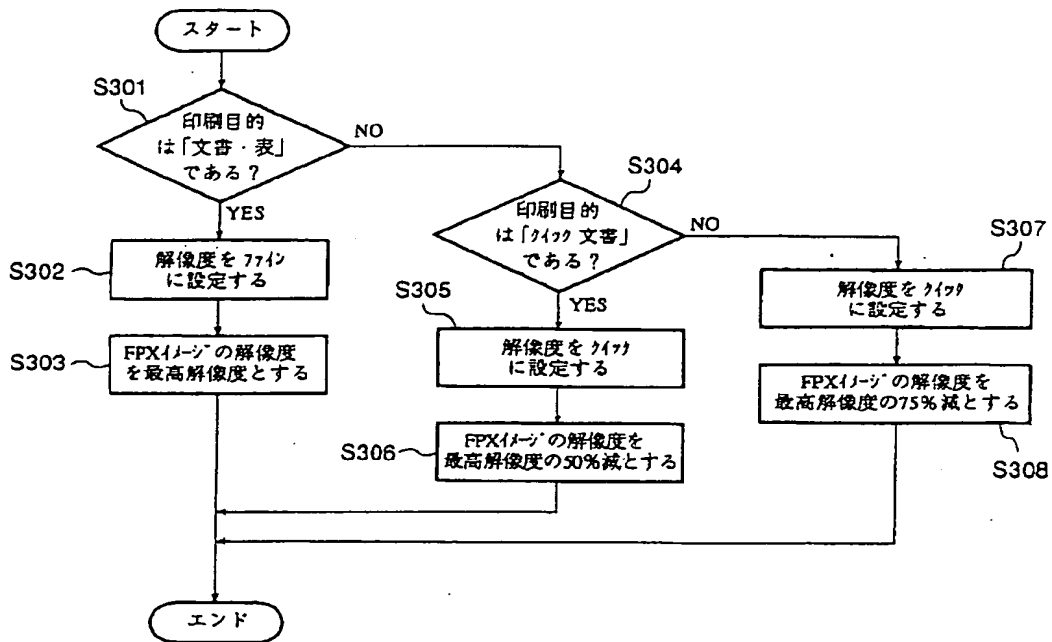 スタート
S301
印刷目的
は「文書・表」
である?
NO
YES
S304
印刷目的
は「クイック 文書」
である?
NO
YES
S302
解像度を ファイン
に設定する
S303
FPXイメージの解像度
を最高解像度とする
S305
解像度を クイック
に設定する
S306
FPXイメージの解像度を
最高解像度の50%減とする
S307
解像度を クイック
に設定する
FPXイメージの解像度を
最高解像度の75%減とする
S308
エンド